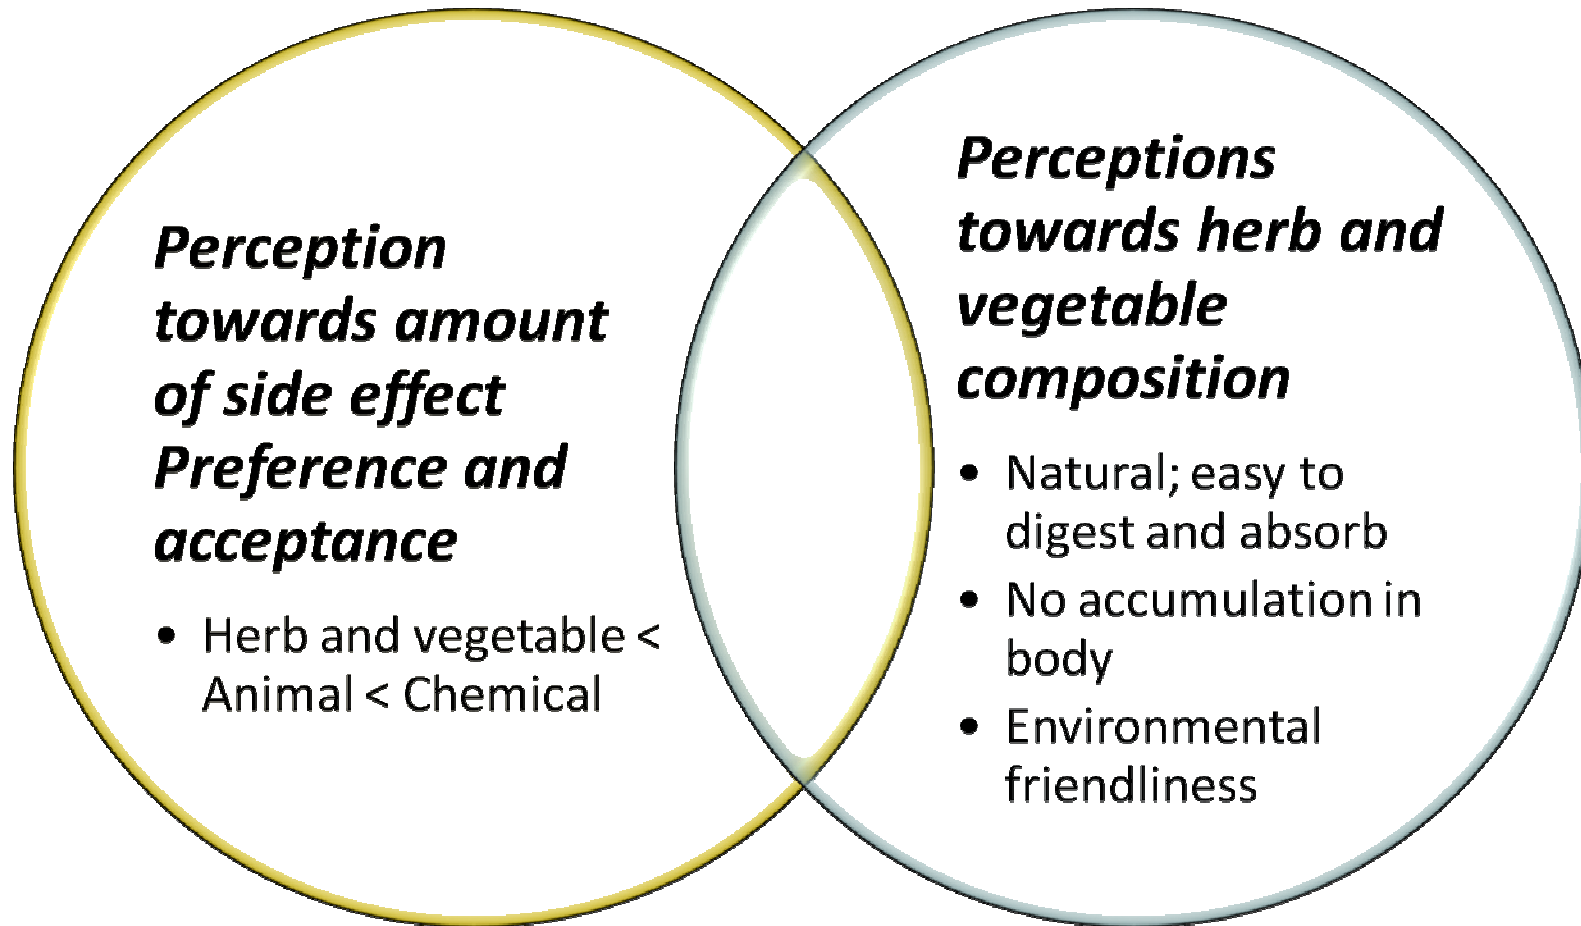 Perception
towards amount
of side effect
Preference and
acceptance
• Herb and vegetable <
Animal < Chemical
Perceptions
towards herb and
vegetable
composition
• Natural; easy to
digest and absorb
• No accumulation in
body
• Environmental
friendliness